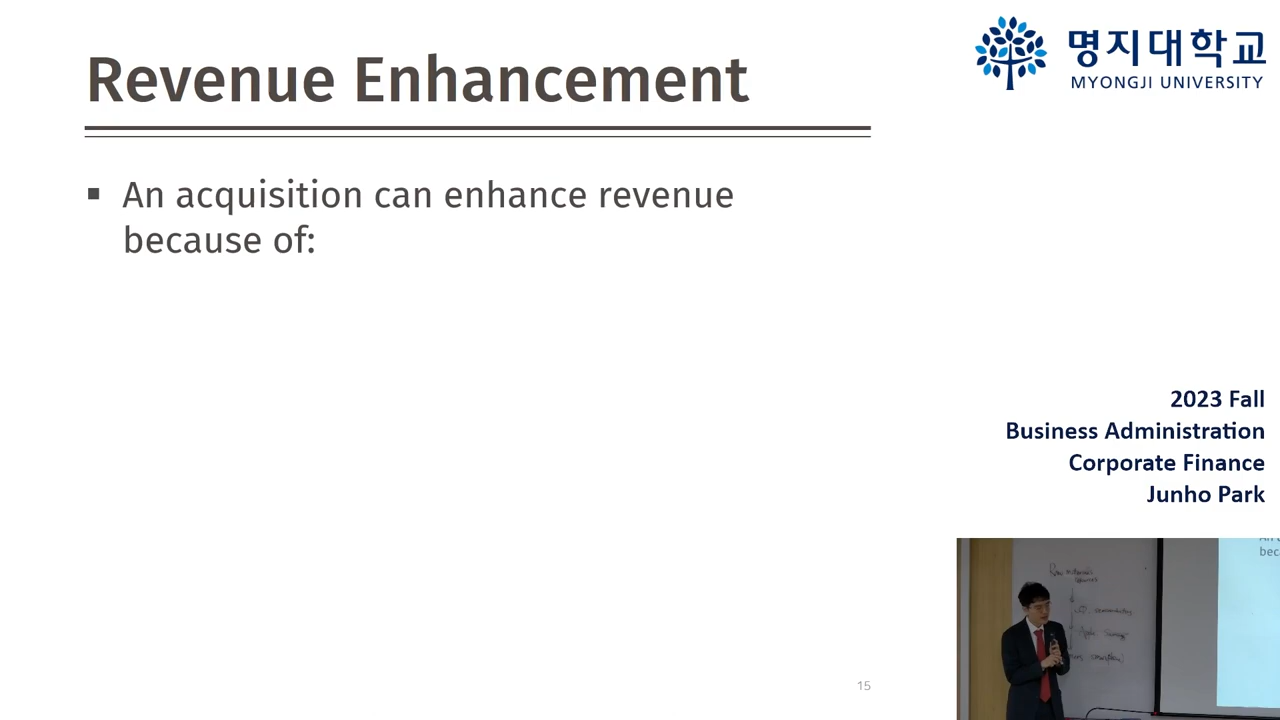 Revenue Enhancement
명지대학교
MYONGJI UNIVERSITY
▪ An acquisition can enhance revenue
because of:
2023 Fall
Business Administration
Corporate Finance
Junho Park
bec
15